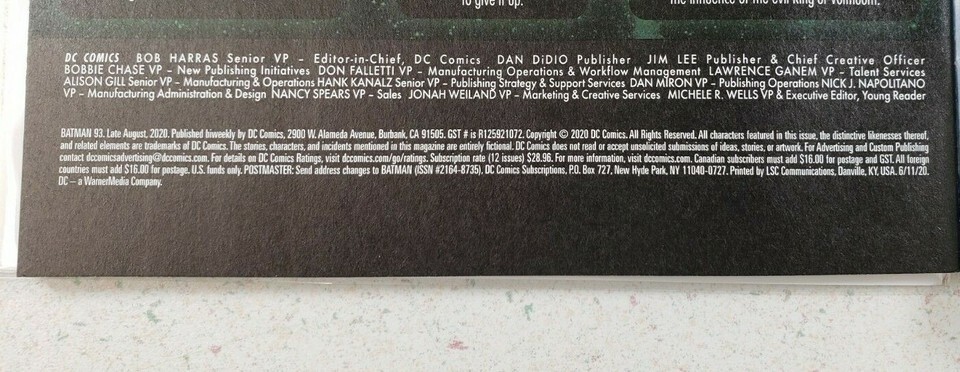 to give it up.
the influence of the evil King of Vollmoth.
DC COMICS BOB HARRAS Senior VP – Editor-in-Chief, DC Comics DAN DiDIO Publisher JIM LEE Publisher & Chief Creative Officer
BOBBIE CHASE VP – New Publishing Initiatives DON FALLETTI VP – Manufacturing Operations & Workflow Management LAWRENCE GANEM VP – Talent Services
ALISON GILL Senior VP – Manufacturing & Operations HANK KANALZ Senior VP – Publishing Strategy & Support Services DAN MIRON VP – Publishing Operations NICK J. NAPOLITANO
VP – Manufacturing Administration & Design NANCY SPEARS VP – Sales JONAH WEILAND VP – Marketing & Creative Services MICHELE R. WELLS VP & Executive Editor, Young Reader
BATMAN 93. Late August, 2020. Published biweekly by DC Comics, 2900 W. Alameda Avenue, Burbank, CA 91505. GST # is R125921072. Copyright © 2020 DC Comics. All Rights Reserved. All characters featured in this issue, the distinctive likenesses thereof,
and related elements are trademarks of DC Comics. The stories, characters, and incidents mentioned in this magazine are entirely fictional. DC Comics does not read or accept unsolicited submissions of ideas, stories, or artwork. For Advertising and Custom Publishing
contact dccomicsadvertising@dccomics.com. For details on DC Comics Ratings, visit dccomics.com/go/ratings. Subscription rate (12 issues) $28.96. For more information, visit dccomics.com. Canadian subscribers must add $16.00 for postage and GST. All foreign
countries must add $16.00 for postage. U.S. funds only. POSTMASTER: Send address changes to BATMAN (ISSN #2164-8735). DC Comics Subscriptions, P.O. Box 727, New Hyde Park, NY 11040-0727. Printed by LSC Communications, Danville, KY, USA. 6/11/20.
DC – a WarnerMedia Company.